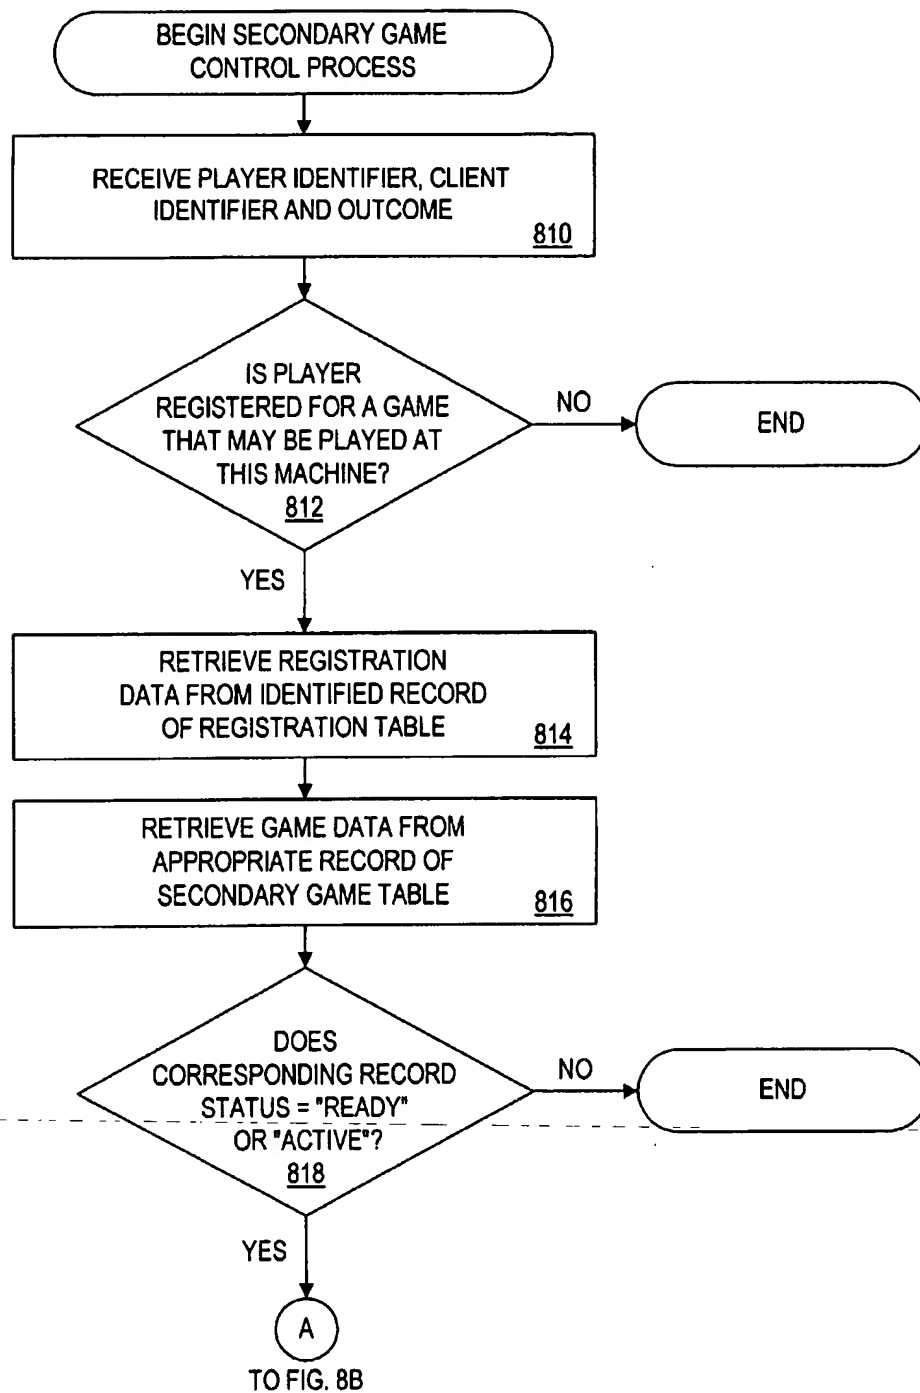 BEGIN SECONDARY GAME
CONTROL PROCESS
RECEIVE PLAYER IDENTIFIER, CLIENT
IDENTIFIER AND OUTCOME
810
IS PLAYER
REGISTERED FOR A GAME
THAT MAY BE PLAYED AT
THIS MACHINE?
812
NO
END
YES
RETRIEVE REGISTRATION
DATA FROM IDENTIFIED RECORD
OF REGISTRATION TABLE
814
RETRIEVE GAME DATA FROM
APPROPRIATE RECORD OF
SECONDARY GAME TABLE
816
DOES
CORRESPONDING RECORD
STATUS = "READY"
OR "ACTIVE"?
818
NO
END
YES
A
TO FIG. 8B